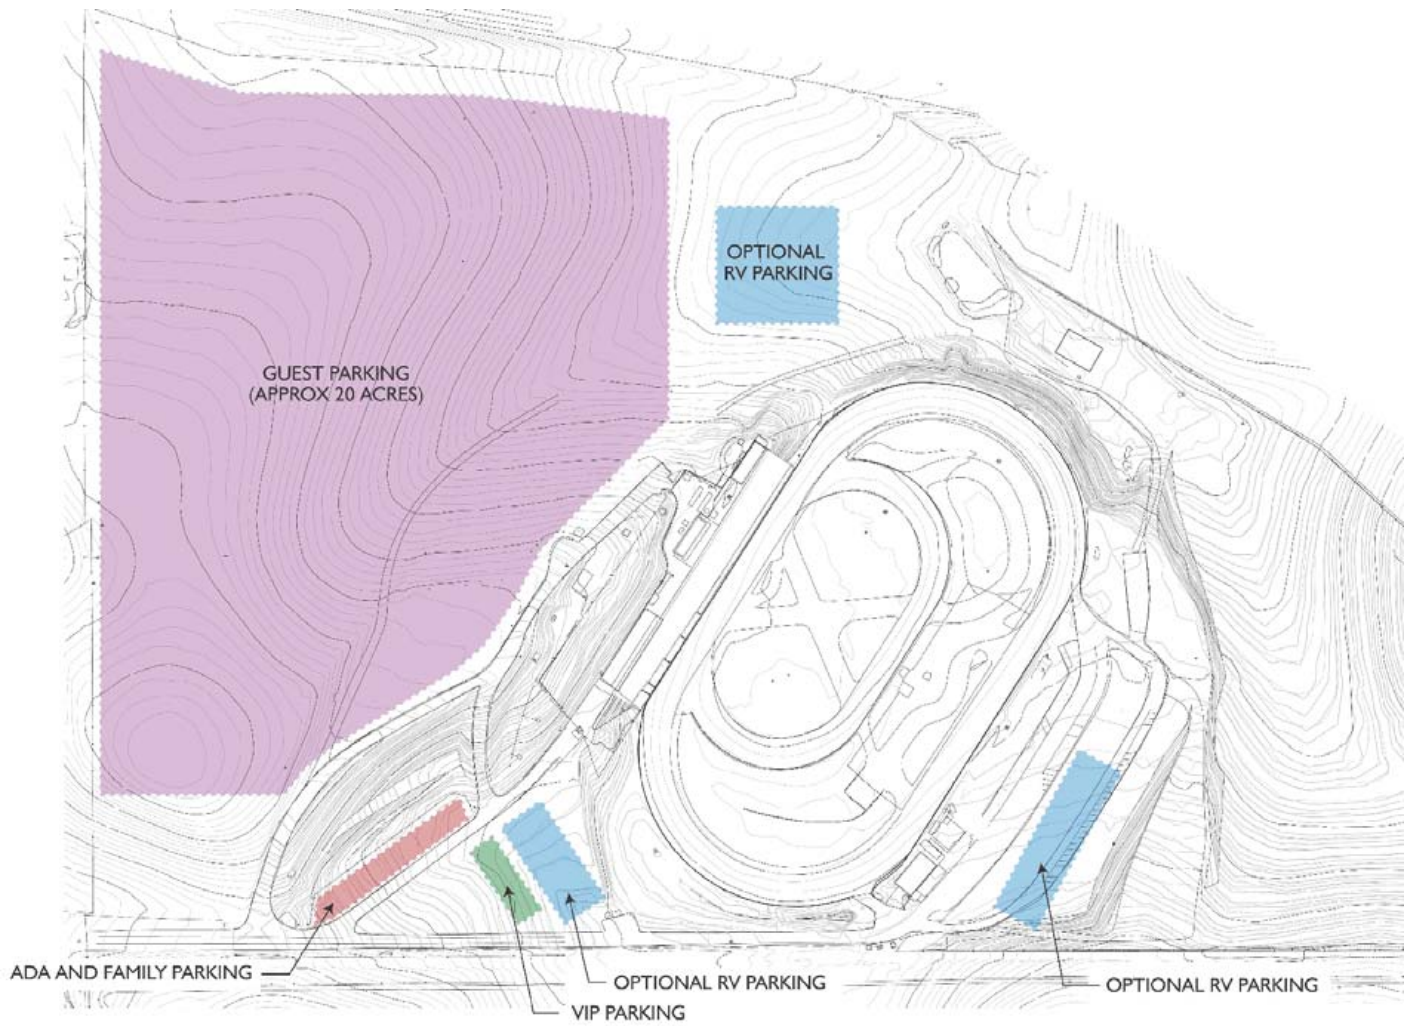 OPTIONAL
RV PARKING
GUEST PARKING
(APPROX 20 ACRES)
ADA AND FAMILY PARKING
OPTIONAL RV PARKING
VIP PARKING
OPTIONAL RV PARKING